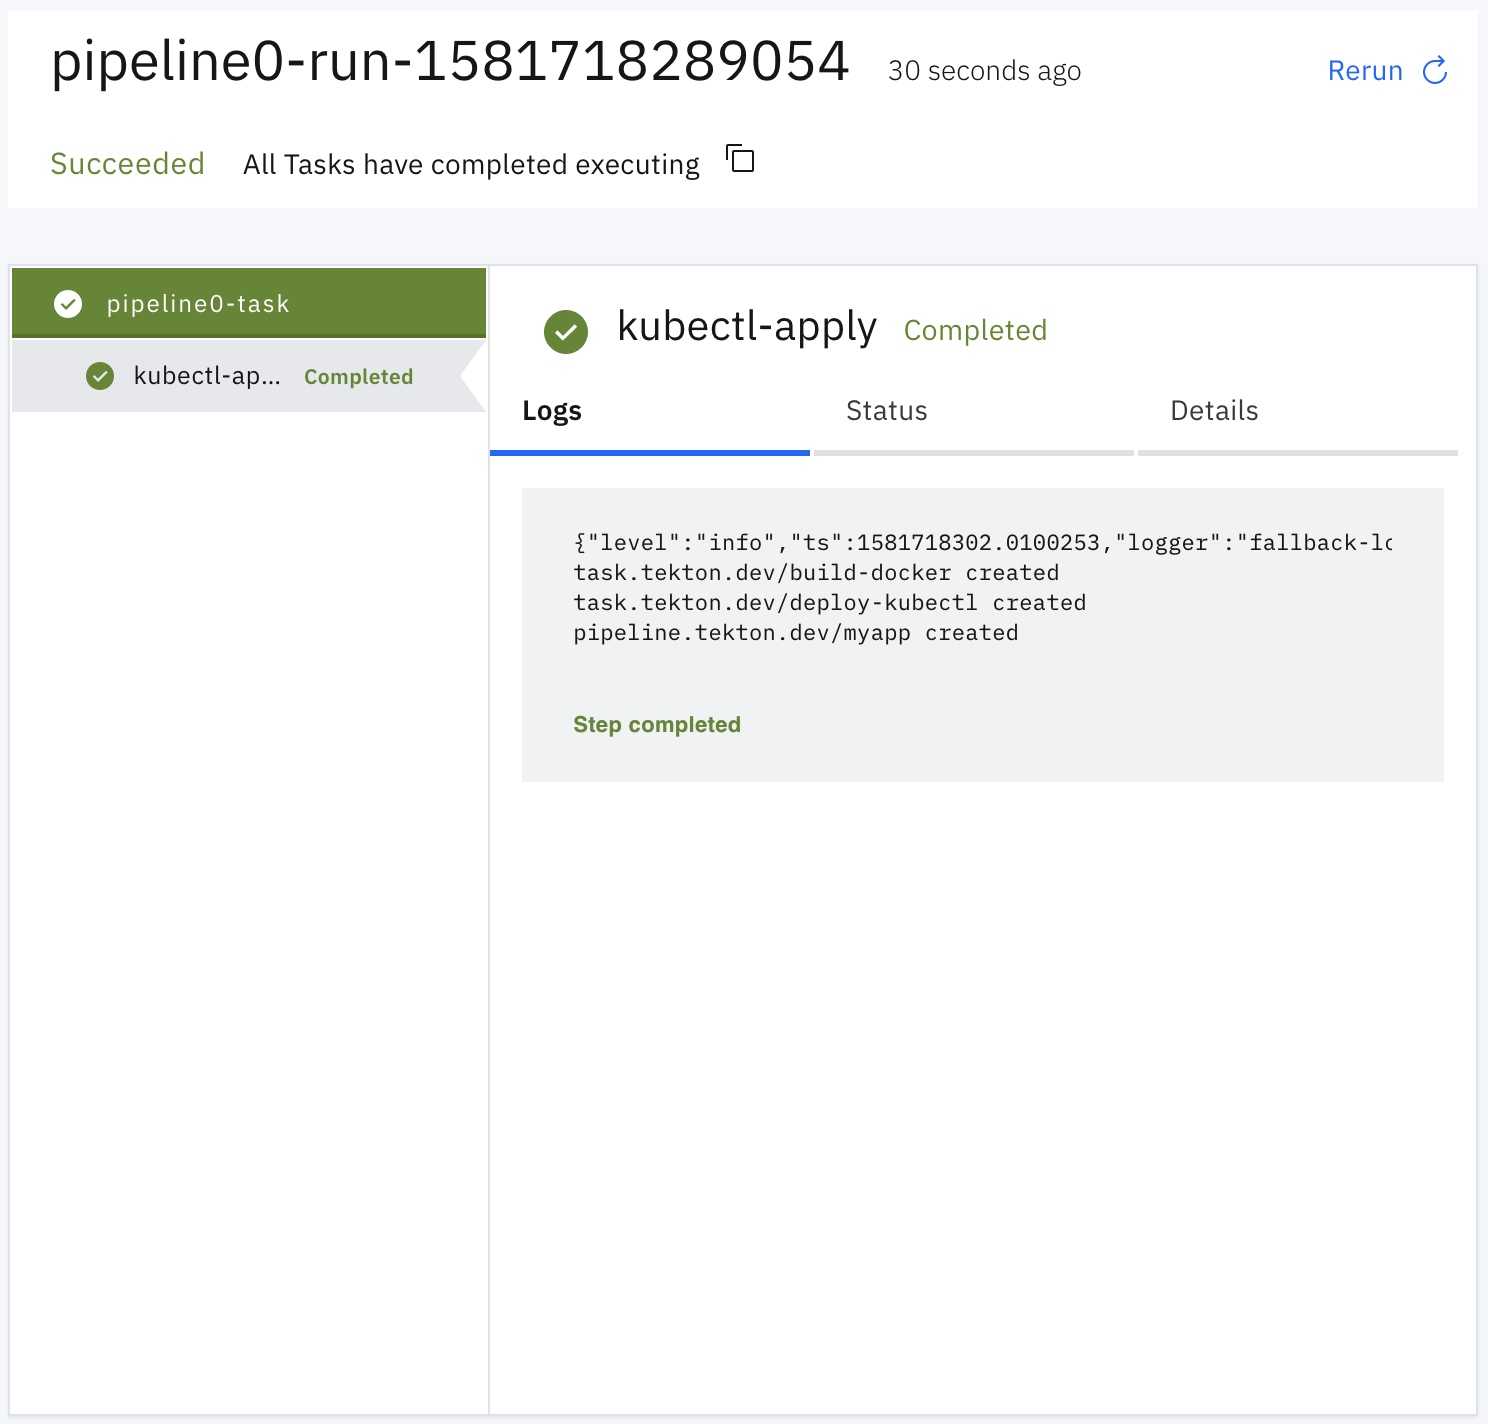 pipeline0-run-1581718289054 30 seconds ago Rerun
Succeeded All Tasks have completed executing
pipeline0-task
kubectl-ap... Completed
kubectl-apply Completed
Logs Status Details
{"level":"info","ts":1581718302.0100253,"logger":"fallback-lo
task.tekton.dev/build-docker created
task.tekton.dev/deploy-kubectl created
pipeline.tekton.dev/myapp created
Step completed